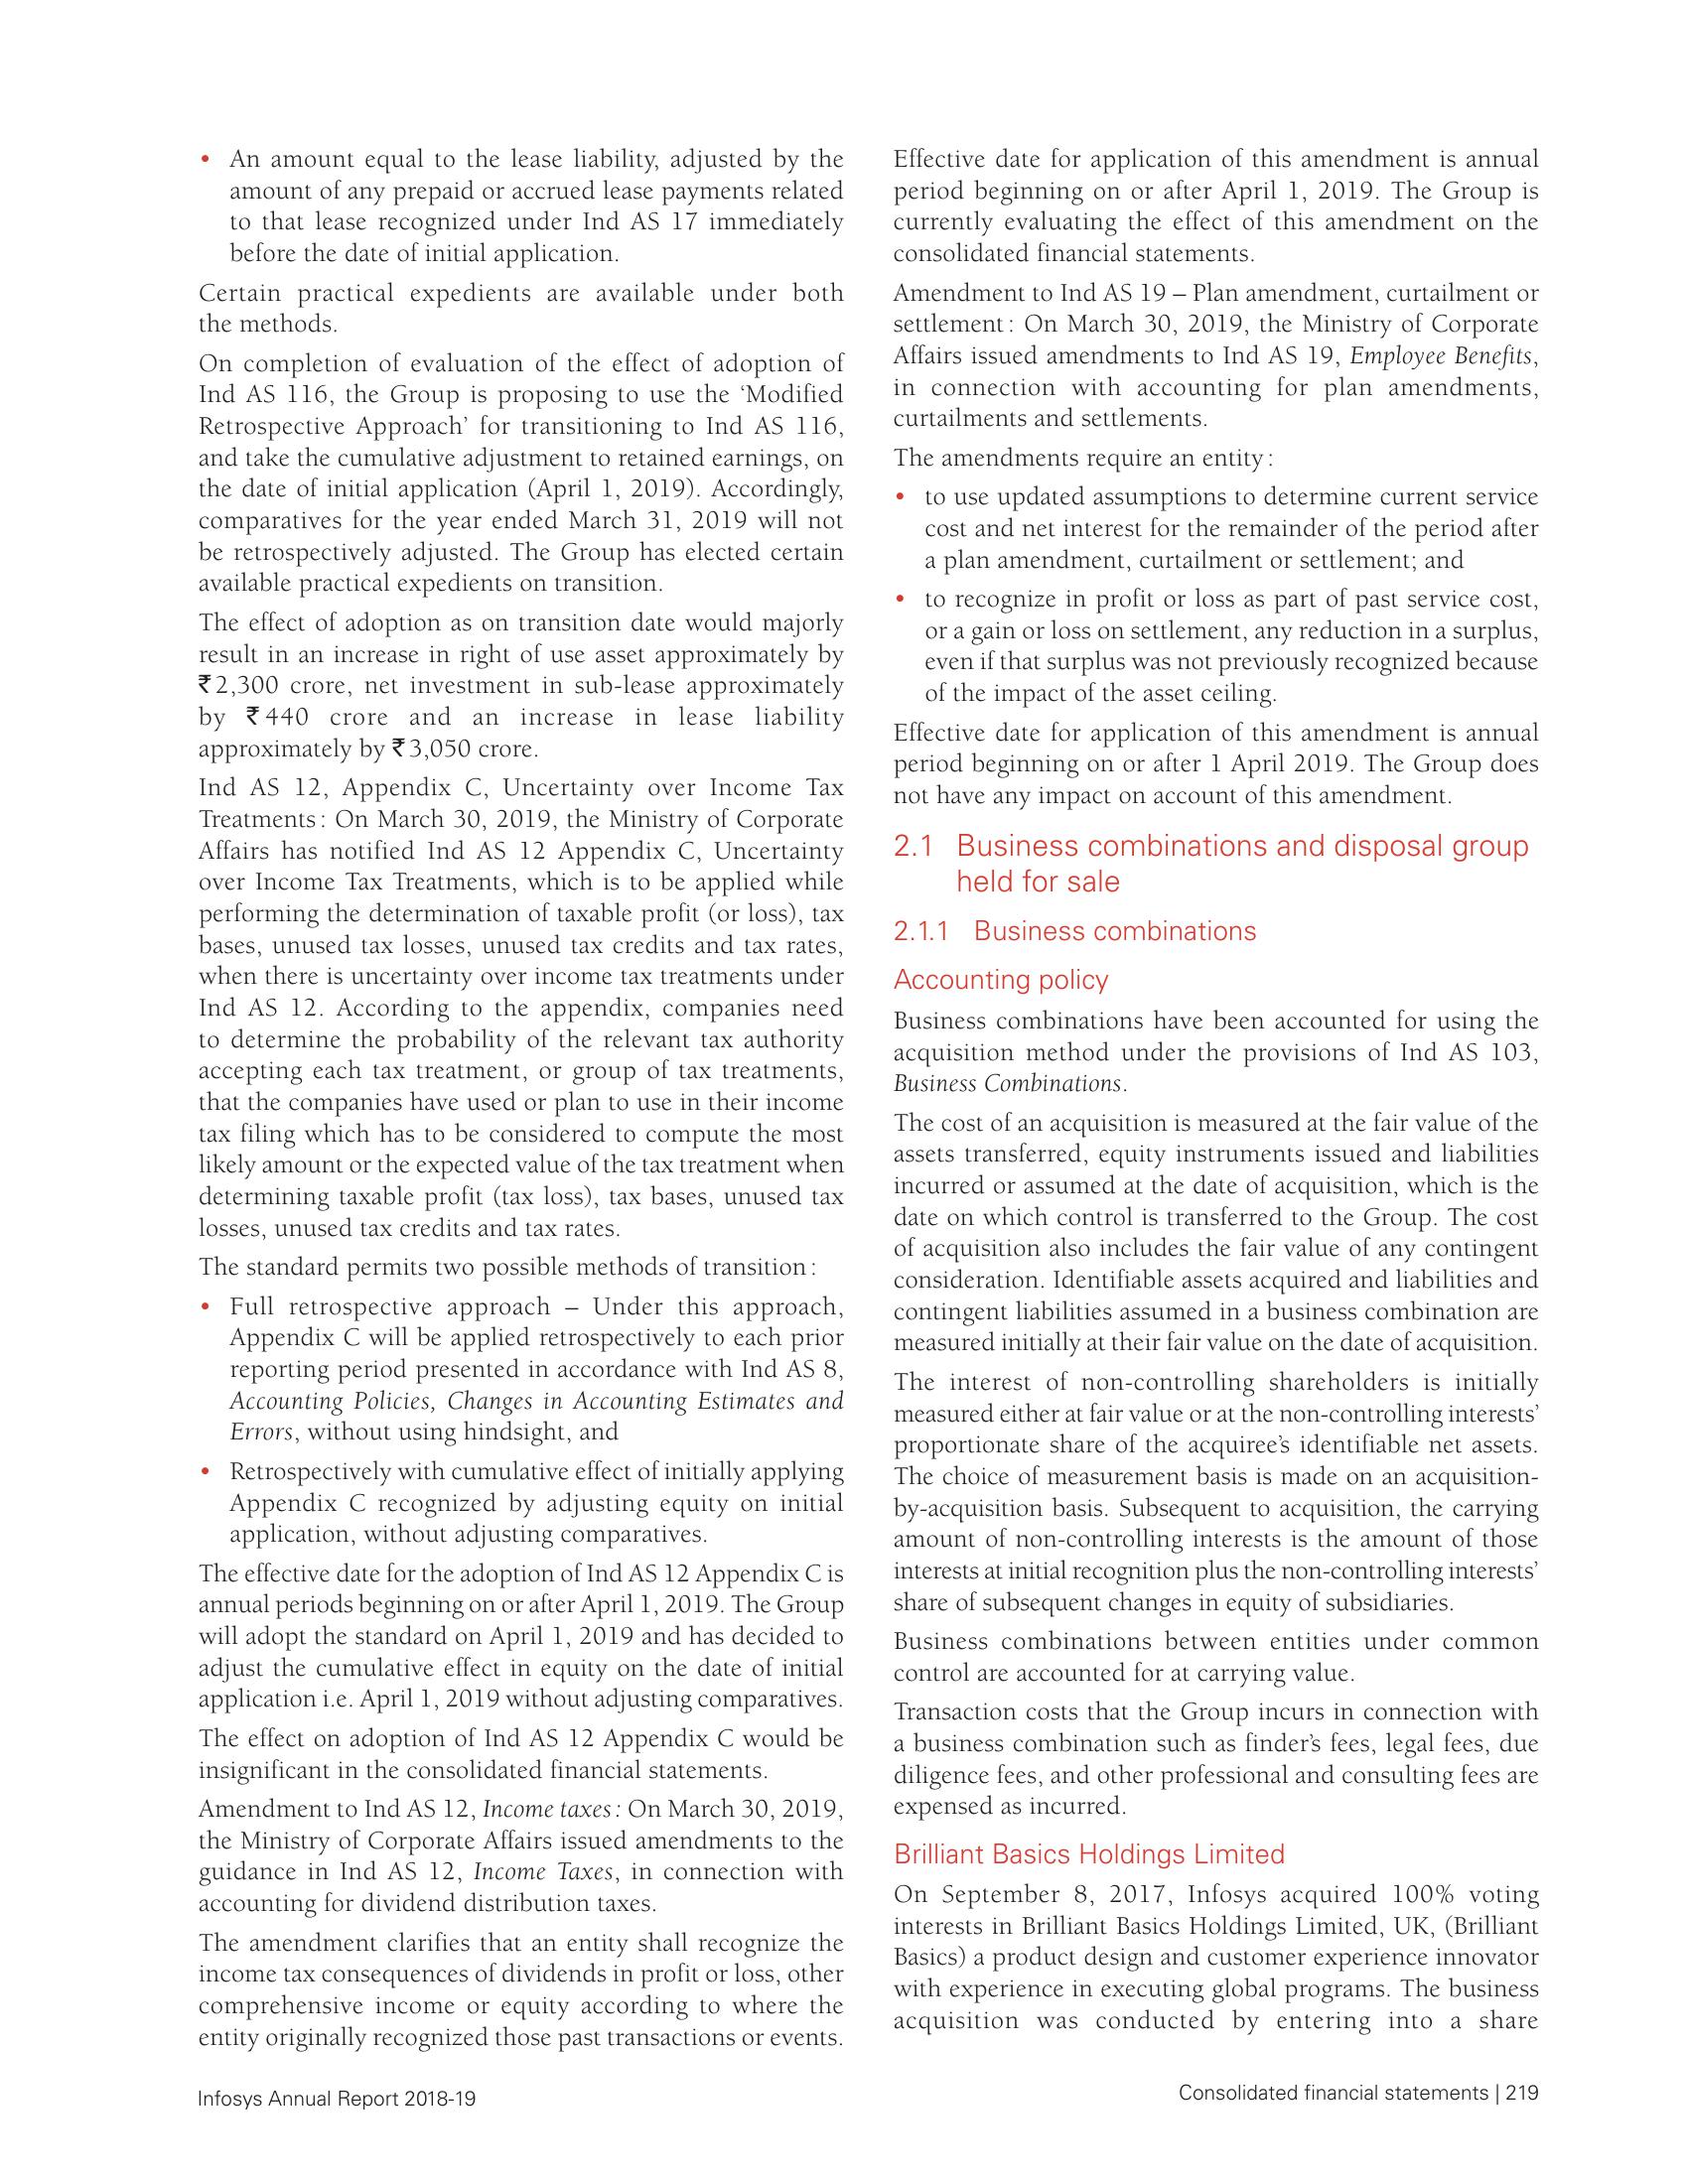 • An amount equal to the lease liability, adjusted by the
amount of any prepaid or accrued lease payments related
to that lease recognized under Ind AS 17 immediately
before the date of initial application.
Certain practical expedients are available under both
the methods.
On completion of evaluation of the effect of adoption of
Ind AS 116, the Group is proposing to use the ‘Modified
Retrospective Approach’ for transitioning to Ind AS 116,
and take the cumulative adjustment to retained earnings, on
the date of initial application (April 1, 2019). Accordingly,
comparatives for the year ended March 31, 2019 will not
be retrospectively adjusted. The Group has elected certain
available practical expedients on transition.
The effect of adoption as on transition date would majorly
result in an increase in right of use asset approximately by
₹2,300 crore, net investment in sub-lease approximately
by ₹440 crore and an increase in lease liability
approximately by ₹3,050 crore.
Ind AS 12, Appendix C, Uncertainty over Income Tax
Treatments: On March 30, 2019, the Ministry of Corporate
Affairs has notified Ind AS 12 Appendix C, Uncertainty
over Income Tax Treatments, which is to be applied while
performing the determination of taxable profit (or loss), tax
bases, unused tax losses, unused tax credits and tax rates,
when there is uncertainty over income tax treatments under
Ind AS 12. According to the appendix, companies need
to determine the probability of the relevant tax authority
accepting each tax treatment, or group of tax treatments,
that the companies have used or plan to use in their income
tax filing which has to be considered to compute the most
likely amount or the expected value of the tax treatment when
determining taxable profit (tax loss), tax bases, unused tax
losses, unused tax credits and tax rates.
The standard permits two possible methods of transition:
• Full retrospective approach – Under this approach,
Appendix C will be applied retrospectively to each prior
reporting period presented in accordance with Ind AS 8,
Accounting Policies, Changes in Accounting Estimates and
Errors, without using hindsight, and
• Retrospectively with cumulative effect of initially applying
Appendix C recognized by adjusting equity on initial
application, without adjusting comparatives.
The effective date for the adoption of Ind AS 12 Appendix C is
annual periods beginning on or after April 1, 2019. The Group
will adopt the standard on April 1, 2019 and has decided to
adjust the cumulative effect in equity on the date of initial
application i.e. April 1, 2019 without adjusting comparatives.
The effect on adoption of Ind AS 12 Appendix C would be
insignificant in the consolidated financial statements.
Amendment to Ind AS 12, Income taxes: On March 30, 2019,
the Ministry of Corporate Affairs issued amendments to the
guidance in Ind AS 12, Income Taxes, in connection with
accounting for dividend distribution taxes.
The amendment clarifies that an entity shall recognize the
income tax consequences of dividends in profit or loss, other
comprehensive income or equity according to where the
entity originally recognized those past transactions or events.
Effective date for application of this amendment is annual
period beginning on or after April 1, 2019. The Group is
currently evaluating the effect of this amendment on the
consolidated financial statements.
Amendment to Ind AS 19 – Plan amendment, curtailment or
settlement: On March 30, 2019, the Ministry of Corporate
Affairs issued amendments to Ind AS 19, Employee Benefits,
in connection with accounting for plan amendments,
curtailments and settlements.
The amendments require an entity:
• to use updated assumptions to determine current service
cost and net interest for the remainder of the period after
a plan amendment, curtailment or settlement; and
• to recognize in profit or loss as part of past service cost,
or a gain or loss on settlement, any reduction in a surplus,
even if that surplus was not previously recognized because
of the impact of the asset ceiling.
Effective date for application of this amendment is annual
period beginning on or after 1 April 2019. The Group does
not have any impact on account of this amendment.
2.1 Business combinations and disposal group
held for sale
2.1.1 Business combinations
Accounting policy
Business combinations have been accounted for using the
acquisition method under the provisions of Ind AS 103,
Business Combinations.
The cost of an acquisition is measured at the fair value of the
assets transferred, equity instruments issued and liabilities
incurred or assumed at the date of acquisition, which is the
date on which control is transferred to the Group. The cost
of acquisition also includes the fair value of any contingent
consideration. Identifiable assets acquired and liabilities and
contingent liabilities assumed in a business combination are
measured initially at their fair value on the date of acquisition.
The interest of non-controlling shareholders is initially
measured either at fair value or at the non-controlling interests’
proportionate share of the acquiree’s identifiable net assets.
The choice of measurement basis is made on an acquisition-
by-acquisition basis. Subsequent to acquisition, the carrying
amount of non-controlling interests is the amount of those
interests at initial recognition plus the non-controlling interests’
share of subsequent changes in equity of subsidiaries.
Business combinations between entities under common
control are accounted for at carrying value.
Transaction costs that the Group incurs in connection with
a business combination such as finder’s fees, legal fees, due
diligence fees, and other professional and consulting fees are
expensed as incurred.
Brilliant Basics Holdings Limited
On September 8, 2017, Infosys acquired 100% voting
interests in Brilliant Basics Holdings Limited, UK, (Brilliant
Basics) a product design and customer experience innovator
with experience in executing global programs. The business
acquisition was conducted by entering into a share
Infosys Annual Report 2018-19
Consolidated financial statements | 219